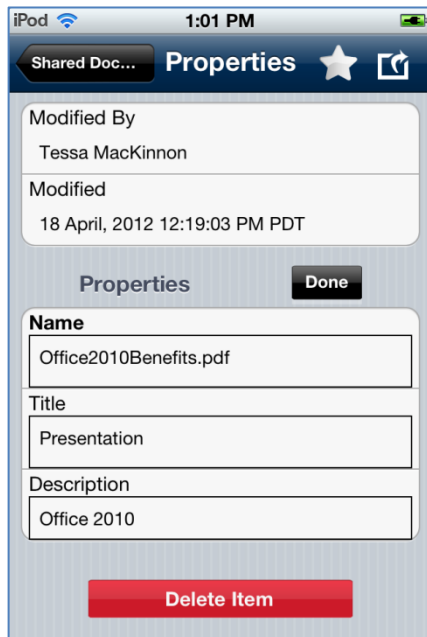 iPod 1:01 PM
Shared Doc... Properties
Modified By
Tessa MacKinnon
Modified
18 April, 2012 12:19:03 PM PDT
Properties Done
Name
Office2010Benefits.pdf
Title
Presentation
Description
Office 2010
Delete Item